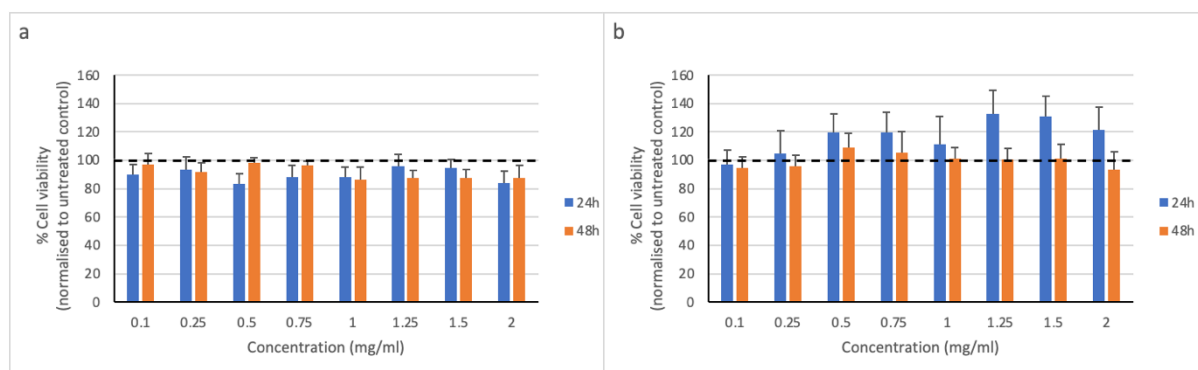 a
% Cell viability
(normalised to untreated control)
160
140
120
100
80
60
40
20
0
0.1 0.25 0.5 0.75 1 1.25 1.5 2
Concentration (mg/ml)
24h
48h
b
% Cell viability
(normalised to untreated control)
160
140
120
100
80
60
40
20
0
0.1 0.25 0.5 0.75 1 1.25 1.5 2
Concentration (mg/ml)
24h
48h